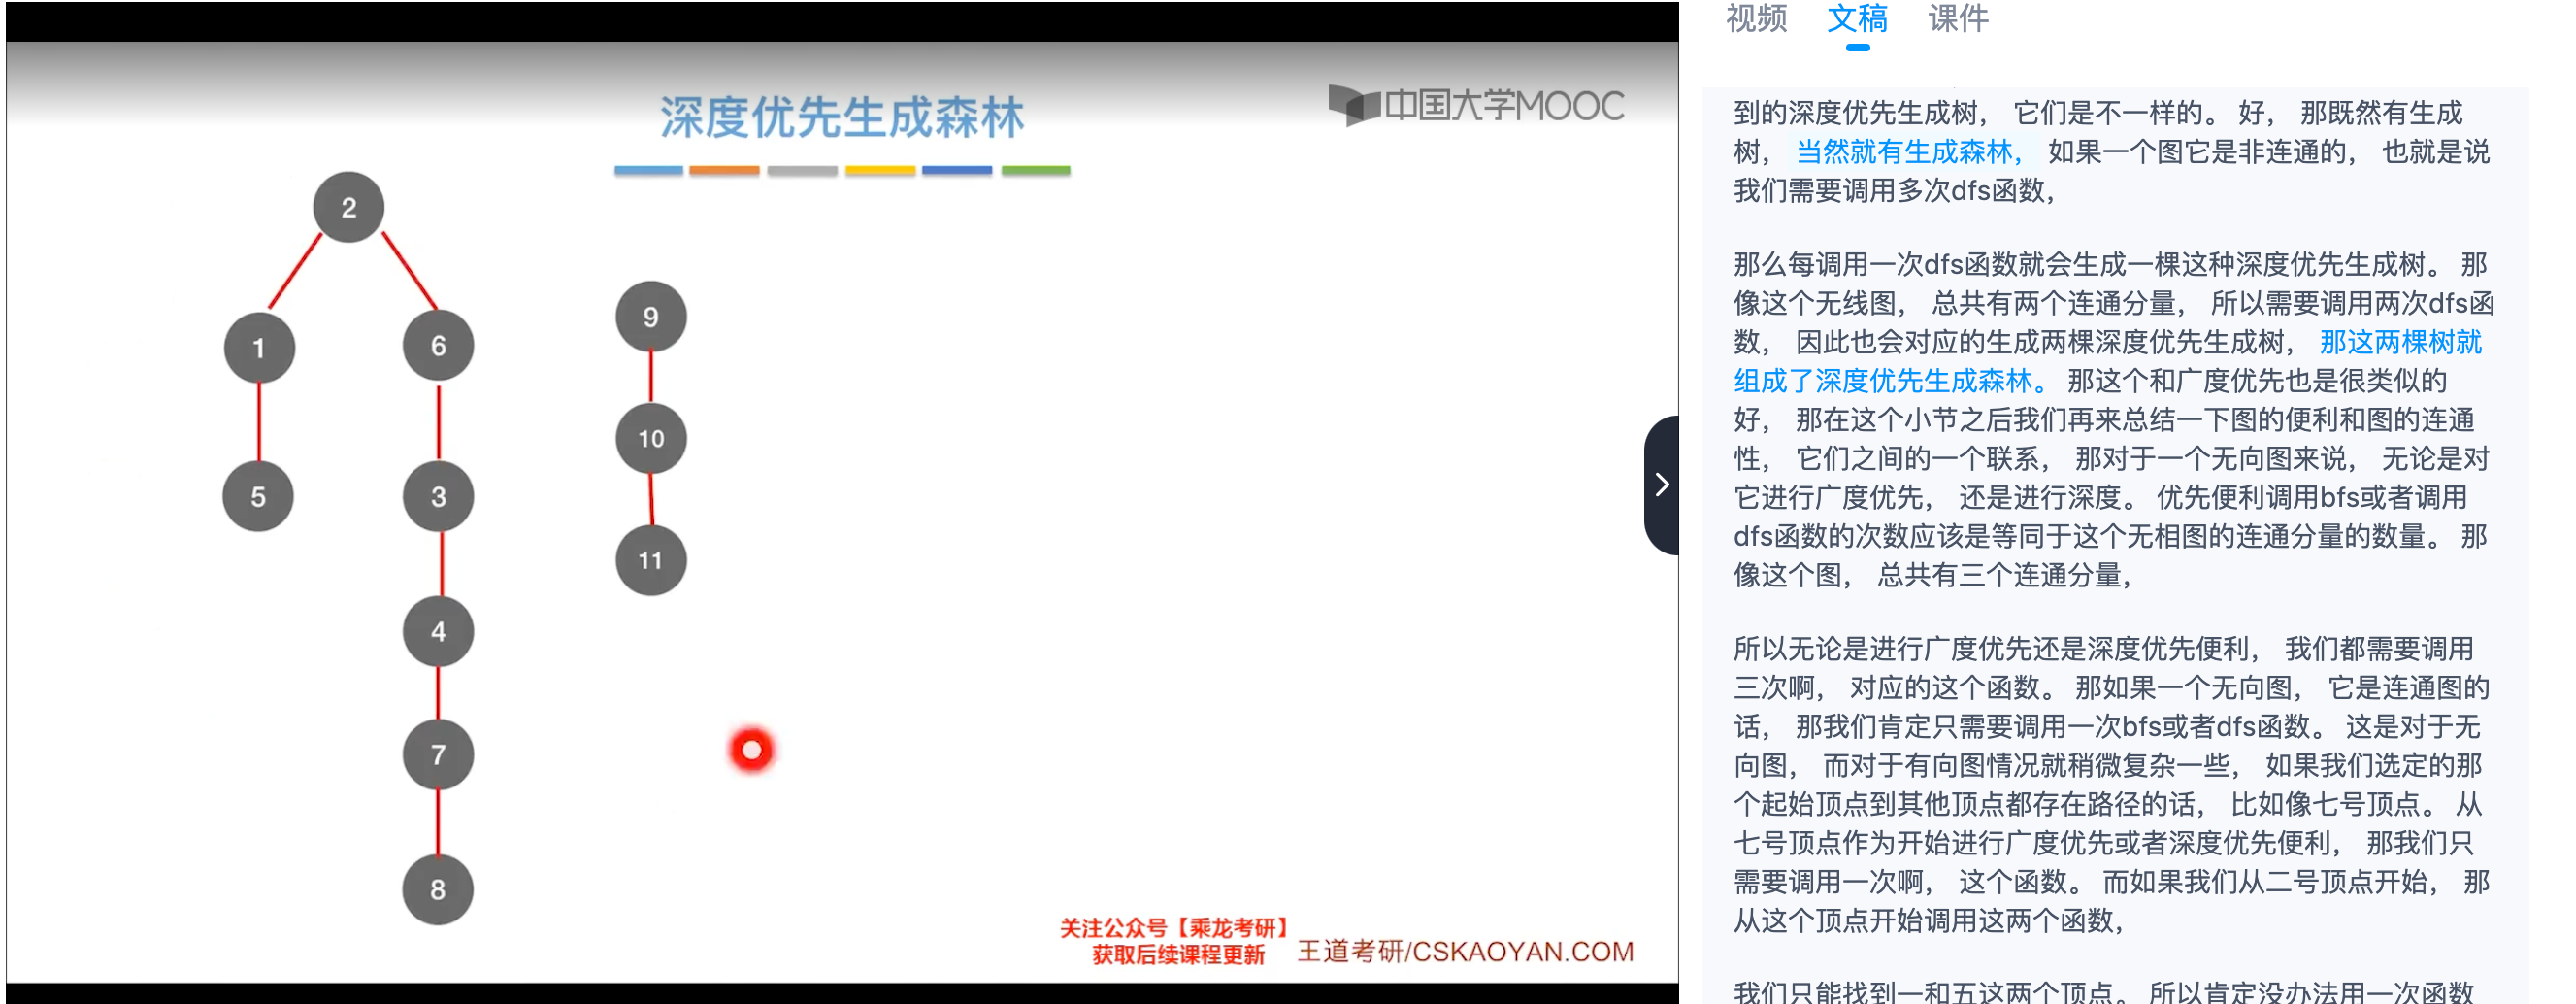 深度优先生成森林
中国大学MOOC
2
1
6
5
3
4
7
8
9
10
11
关注公众号【乘龙考研】
获取后续课程更新
王道考研/CSKAOYAN.COM
视频 文稿 课件
到的深度优先生成树， 它们是不一样的。 好， 那既然有生成
树， 当然就有生成森林， 如果一个图它是非连通的， 也就是说
我们需要调用多次dfs函数，
那么每调用一次dfs函数就会生成一棵这种深度优先生成树。 那
像这个无线图， 总共有两个连通分量， 所以需要调用两次dfs函
数， 因此也会对应的生成两棵深度优先生成树， 那这两棵树就
组成了深度优先生成森林。 那这个和广度优先也是很类似的
好， 那在这个小节之后我们再来总结一下图的便利和图的连通
性， 它们之间的一个联系， 那对于一个无向图来说， 无论是对
它进行广度优先， 还是进行深度。 优先便利调用bfs或者调用
dfs函数的次数应该是等同于这个无相图的连通分量的数量。 那
像这个图， 总共有三个连通分量，
所以无论是进行广度优先还是深度优先便利， 我们都需要调用
三次啊， 对应的这个函数。 那如果一个无向图， 它是连通图的
话， 那我们肯定只需要调用一次bfs或者dfs函数。 这是对于无
向图， 而对于有向图情况就稍微复杂一些， 如果我们选定的那
个起始顶点到其他顶点都存在路径的话， 比如像七号顶点。 从
七号顶点作为开始进行广度优先或者深度优先便利， 那我们只
需要调用一次啊， 这个函数。 而如果我们从二号顶点开始， 那
从这个顶点开始调用这两个函数，
我们只能找到一和五这两个顶点。 所以肯定没办法用一次函数